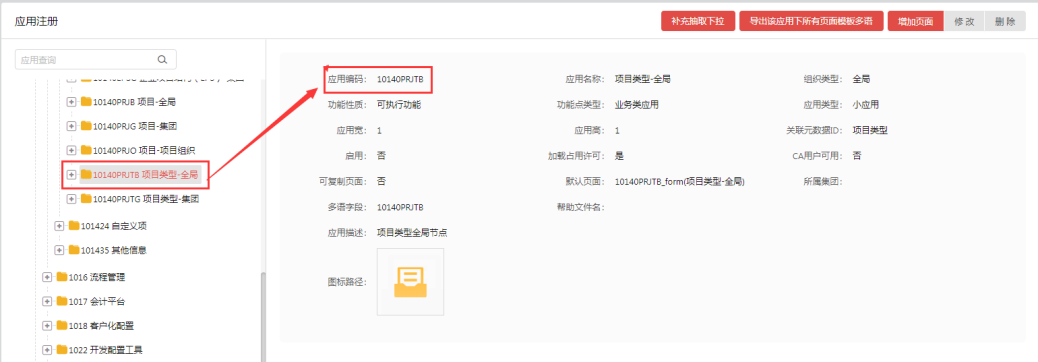 应用注册
补充抽取下拉
导出该应用下所有页面模板多语
增加页面
修 改
删 除
应用查询
10140PRJB 项目-全局
10140PRJG 项目-集团
10140PRJO 项目-项目组织
10140PRJTB 项目类型-全局
10140PRJTG 项目类型-集团
101424 自定义项
101435 其他信息
1016 流程管理
1017 会计平台
1018 客户化配置
1022 开发配置工具
应用编码： 10140PRJTB
应用名称： 项目类型-全局
组织类型： 全局
功能性质： 可执行功能
功能点类型： 业务类应用
应用类型： 小应用
应用宽： 1
应用高： 1
关联元数据ID： 项目类型
启用： 否
加载占用许可： 是
CA用户可用： 否
可复制页面： 否
默认页面： 10140PRJTB_form(项目类型-全局)
所属集团：
多语字段： 10140PRJTB
帮助文件名：
应用描述： 项目类型全局节点
图标路径：